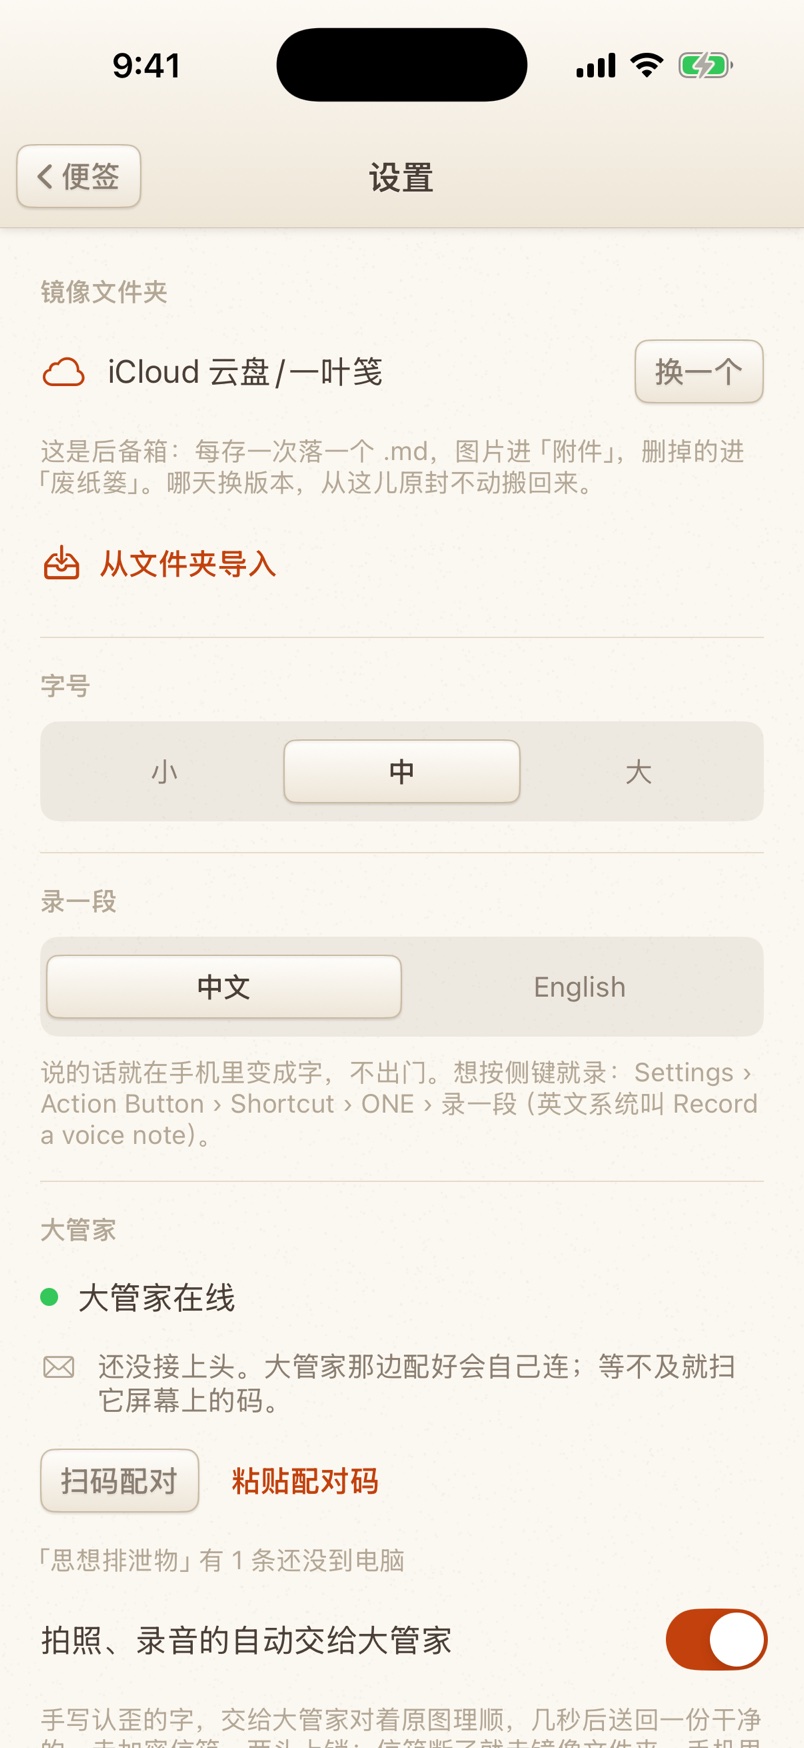 9:41
便签
设置
镜像文件夹
iCloud 云盘/一叶笺
换一个
这是后备箱：每存一次落一个 .md，图片进「附件」，删掉的进
「废纸篓」。哪天换版本，从这儿原封不动搬回来。
从文件夹导入
字号
小
中
大
录一段
中文
English
说的话就在手机里变成字，不出门。想按侧键就录：Settings ›
Action Button › Shortcut › ONE › 录一段（英文系统叫 Record
a voice note）。
大管家
大管家在线
还没接上头。大管家那边配好会自己连；等不及就扫
它屏幕上的码。
扫码配对
粘贴配对码
「思想排泄物」有 1 条还没到电脑
拍照、录音的自动交给大管家
手写认歪的字，交给大管家对着原图理顺，几秒后送回一份干净